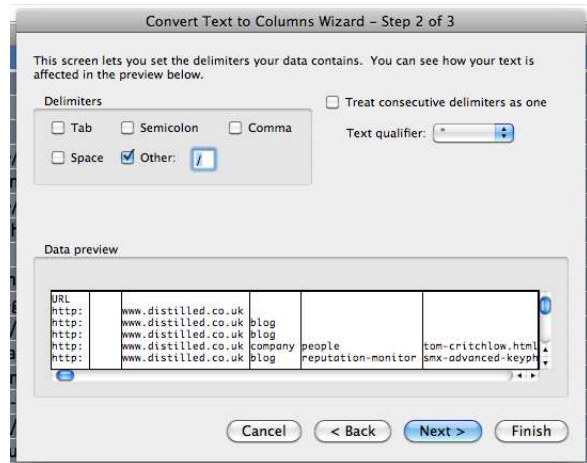 Convert Text to Columns Wizard – Step 2 of 3
This screen lets you set the delimiters your data contains. You can see how your text is
affected in the preview below.
Delimiters
Tab Semicolon Comma
Space Other: /
Treat consecutive delimiters as one
Text qualifier: "
Data preview
URL
http: www.distilled.co.uk
http: www.distilled.co.uk blog
http: www.distilled.co.uk blog
http: www.distilled.co.uk company people tom-critchlow.html
http: www.distilled.co.uk blog reputation-monitor smx-advanced-keyph
Cancel < Back Next > Finish